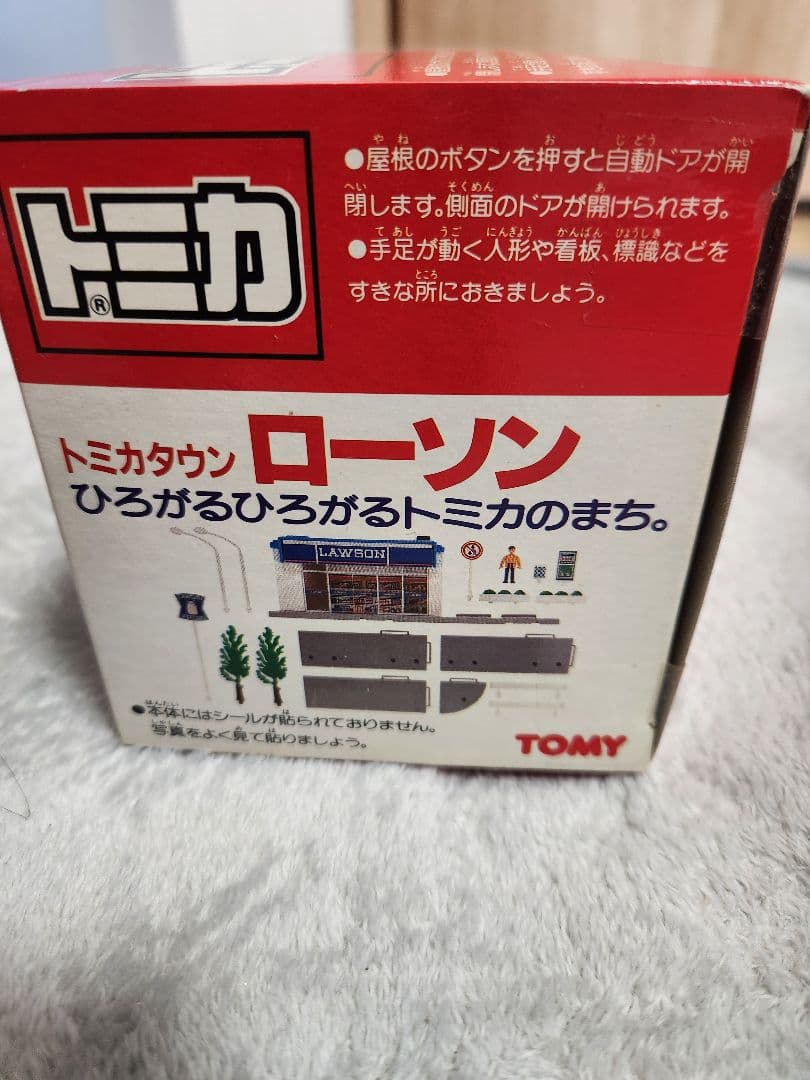 トミカ®
●屋根のボタンを押すと自動ドアが開
閉します。側面のドアが開けられます。
●手足が動く人形や看板、標識などを
すきな所におきましょう。
トミカタウン ローソン
ひろがるひろがるトミカのまち。
LAWSON
●本体にはシールが貼られておりません。
写真をよく見て貼りましょう。
TOMY